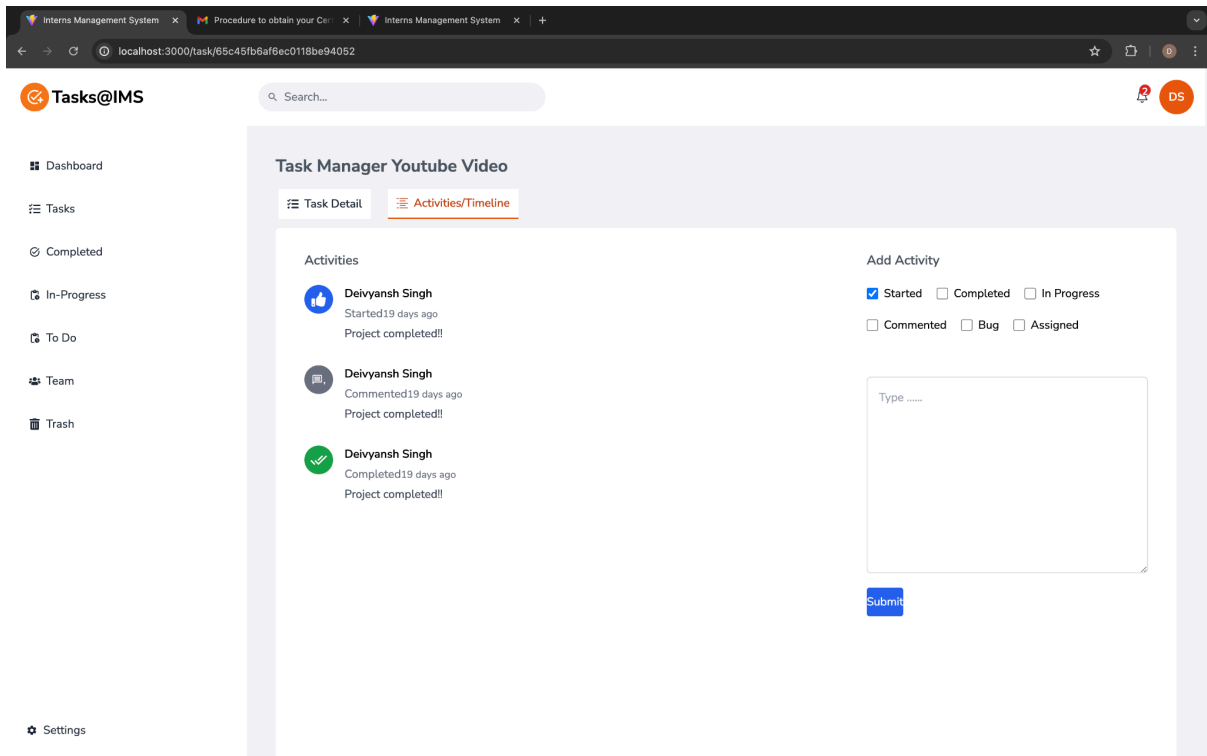 Interns Management System
Procedure to obtain your Cer
Interns Management System
localhost:3000/task/65c45fb6af6ec0118be94052
D
Tasks@IMS
Search...
2
DS
Dashboard
Tasks
Completed
In-Progress
To Do
Team
Trash
Settings
Task Manager Youtube Video
Task Detail
Activities/Timeline
Activities
Deivyansh Singh
Started19 days ago
Project completed!!
Deivyansh Singh
Commented19 days ago
Project completed!!
Deivyansh Singh
Completed19 days ago
Project completed!!
Add Activity
Started Completed In Progress
Commented Bug Assigned
Type ......
Submit